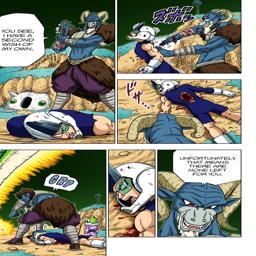 YOU SEE,
I HAVE A
SECOND
WISH OF
MY OWN.
UNFORTUNATELY,
THAT MEANS
THERE ARE
NONE LEFT
FOR YOU.